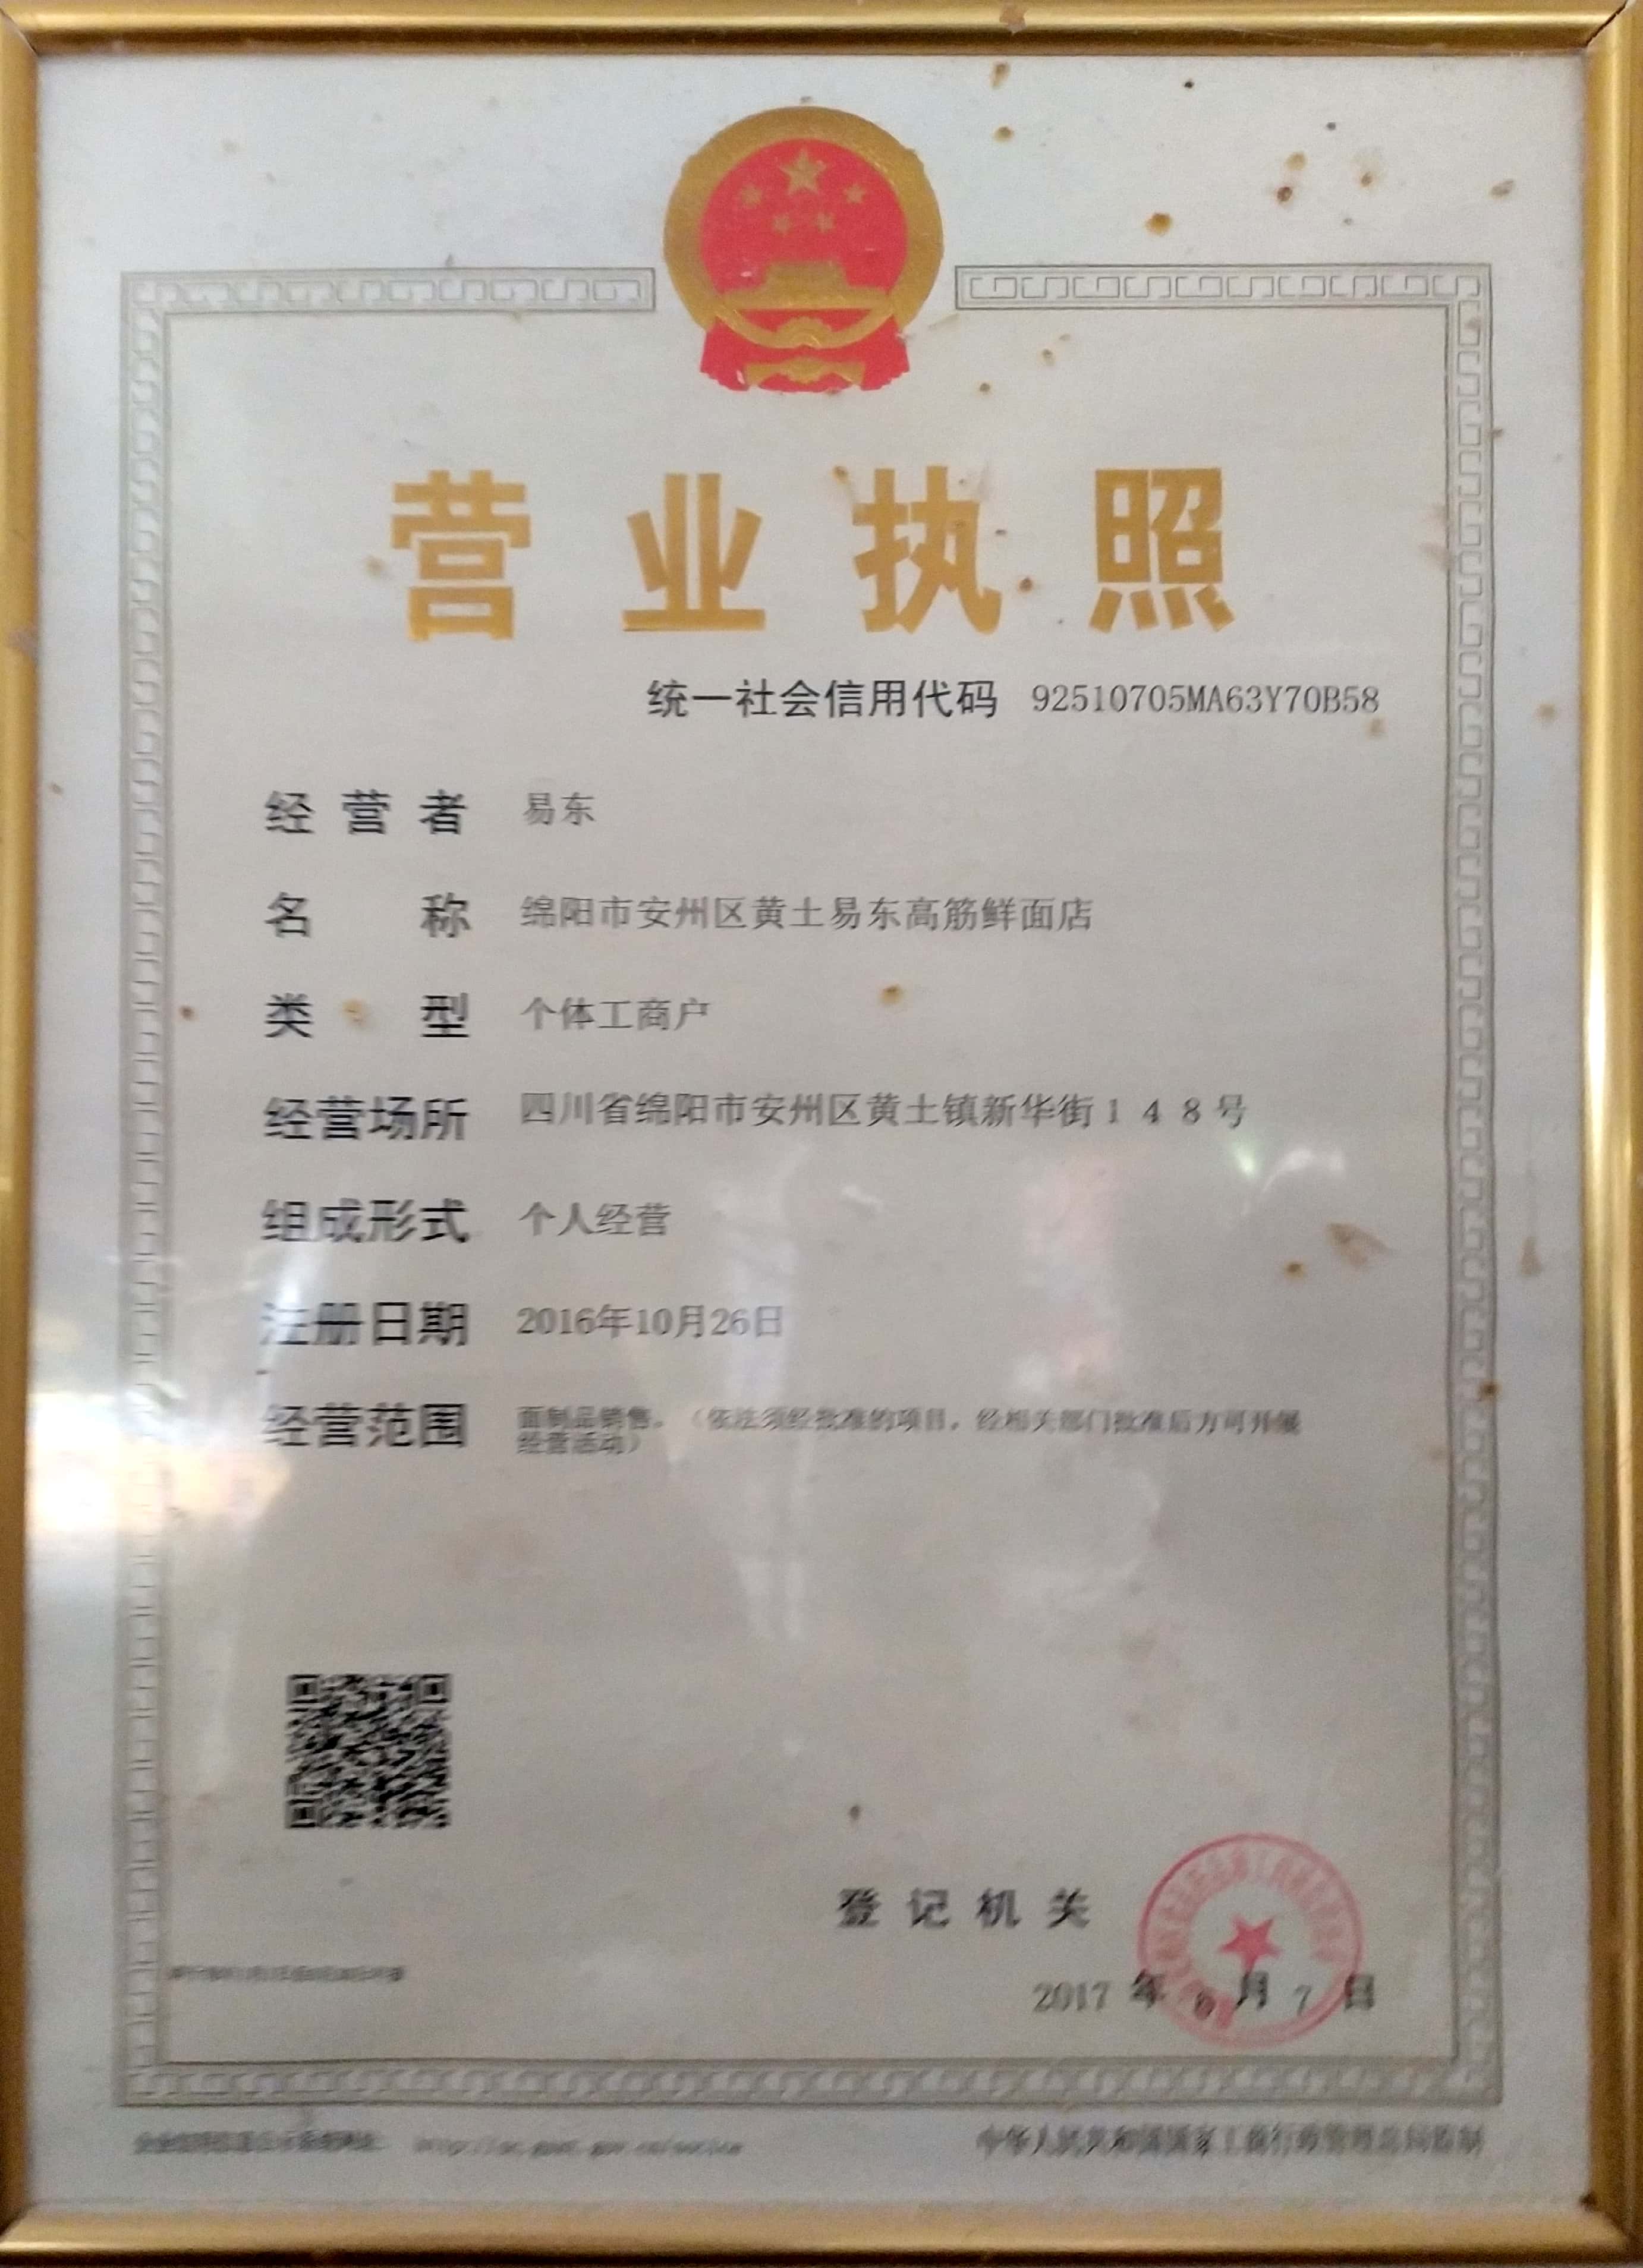 营业执照
统一社会信用代码 92510705MA63Y70B58
经营者 易东
名称 绵阳市安州区黄土易东高筋鲜面店
类型 个体工商户
经营场所 四川省绵阳市安州区黄土镇新华街148号
组成形式 个人经营
注册日期 2016年10月26日
经营范围 面制品销售。（依法须经批准的项目，经相关部门批准后方可开展
经营活动）
登记机关
2017 年 月 7 日
中华人民共和国国家工商行政管理总局监制